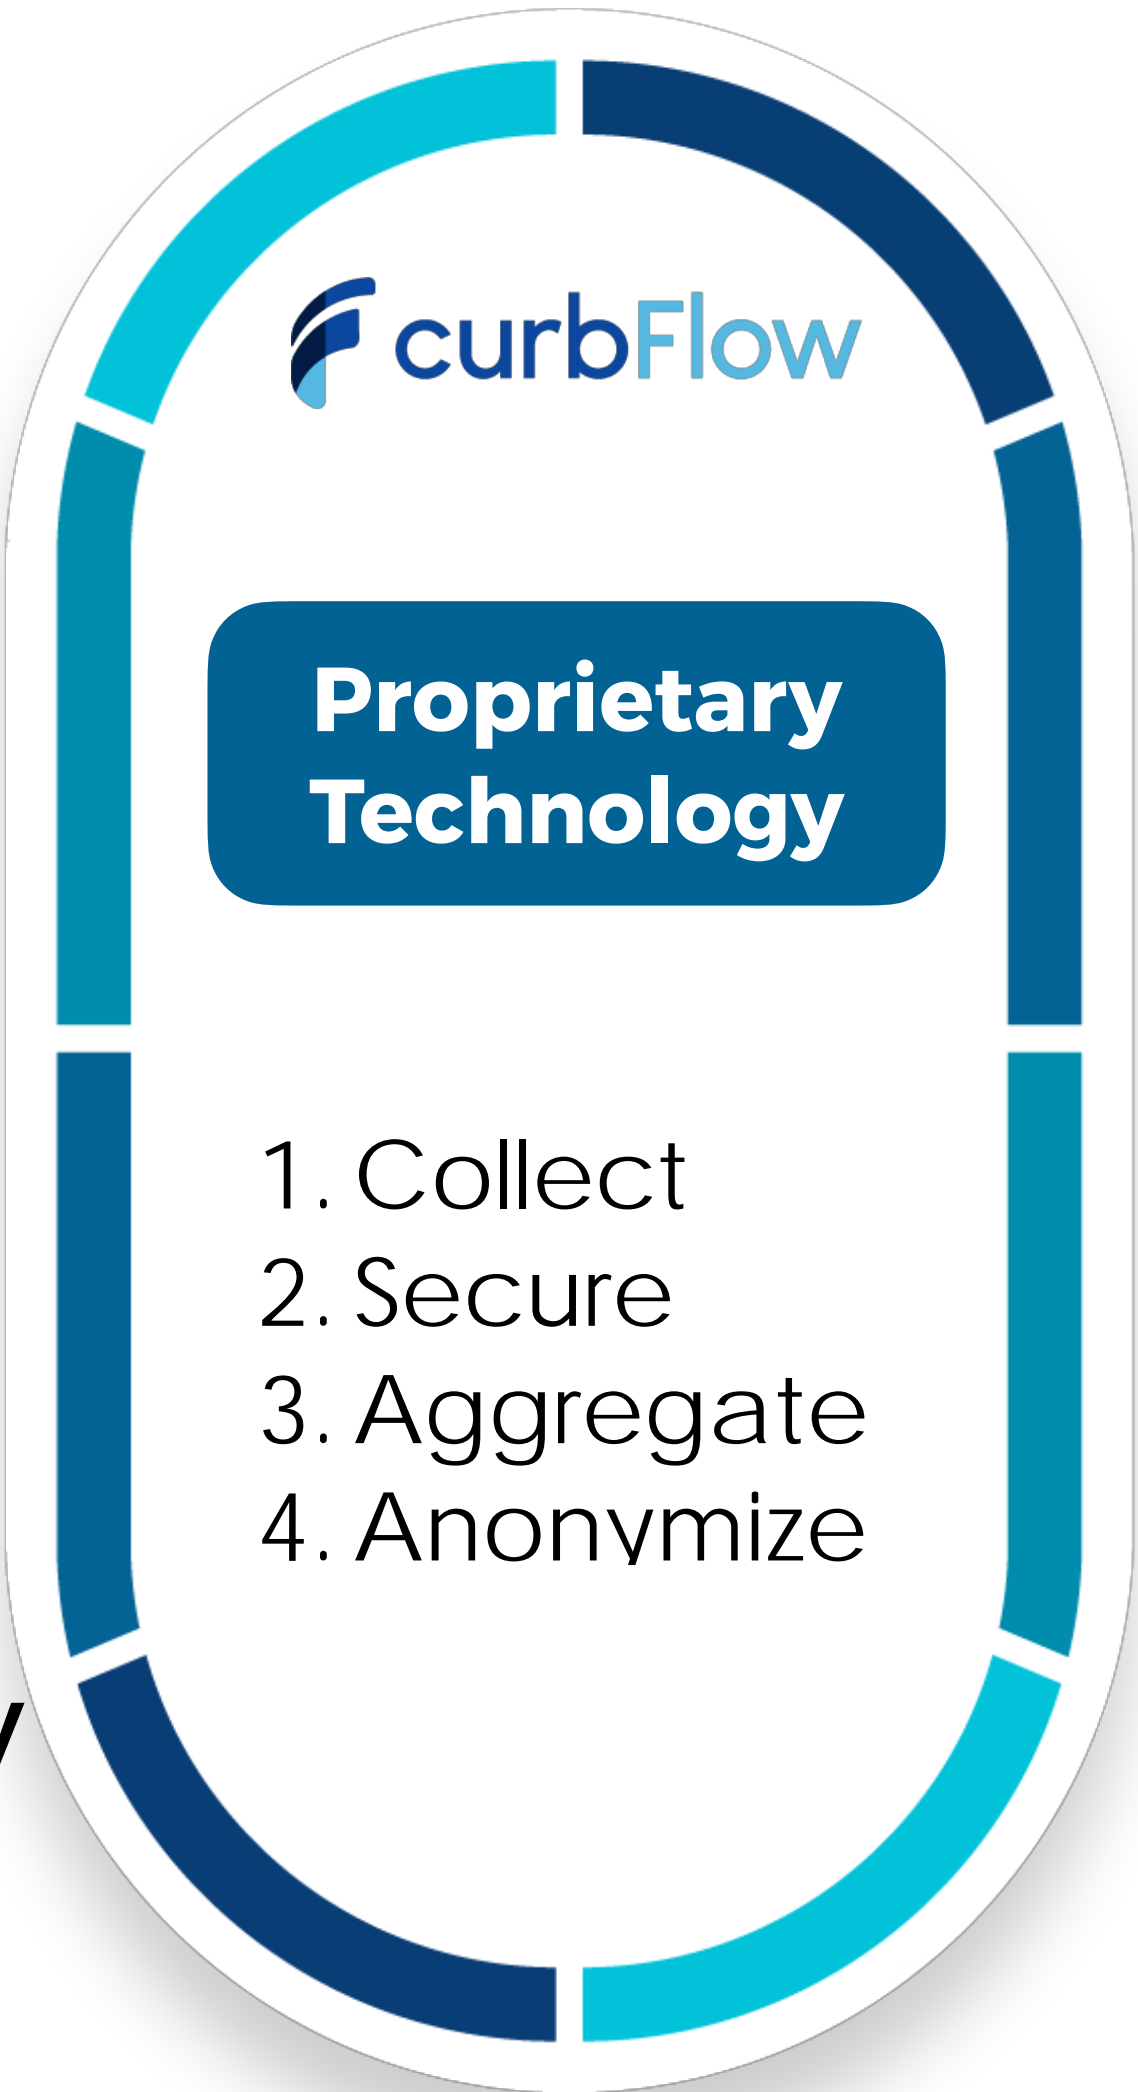 curbFlow
Proprietary
Technology
1. Collect
2. Secure
3. Aggregate
4. Anonymize
y